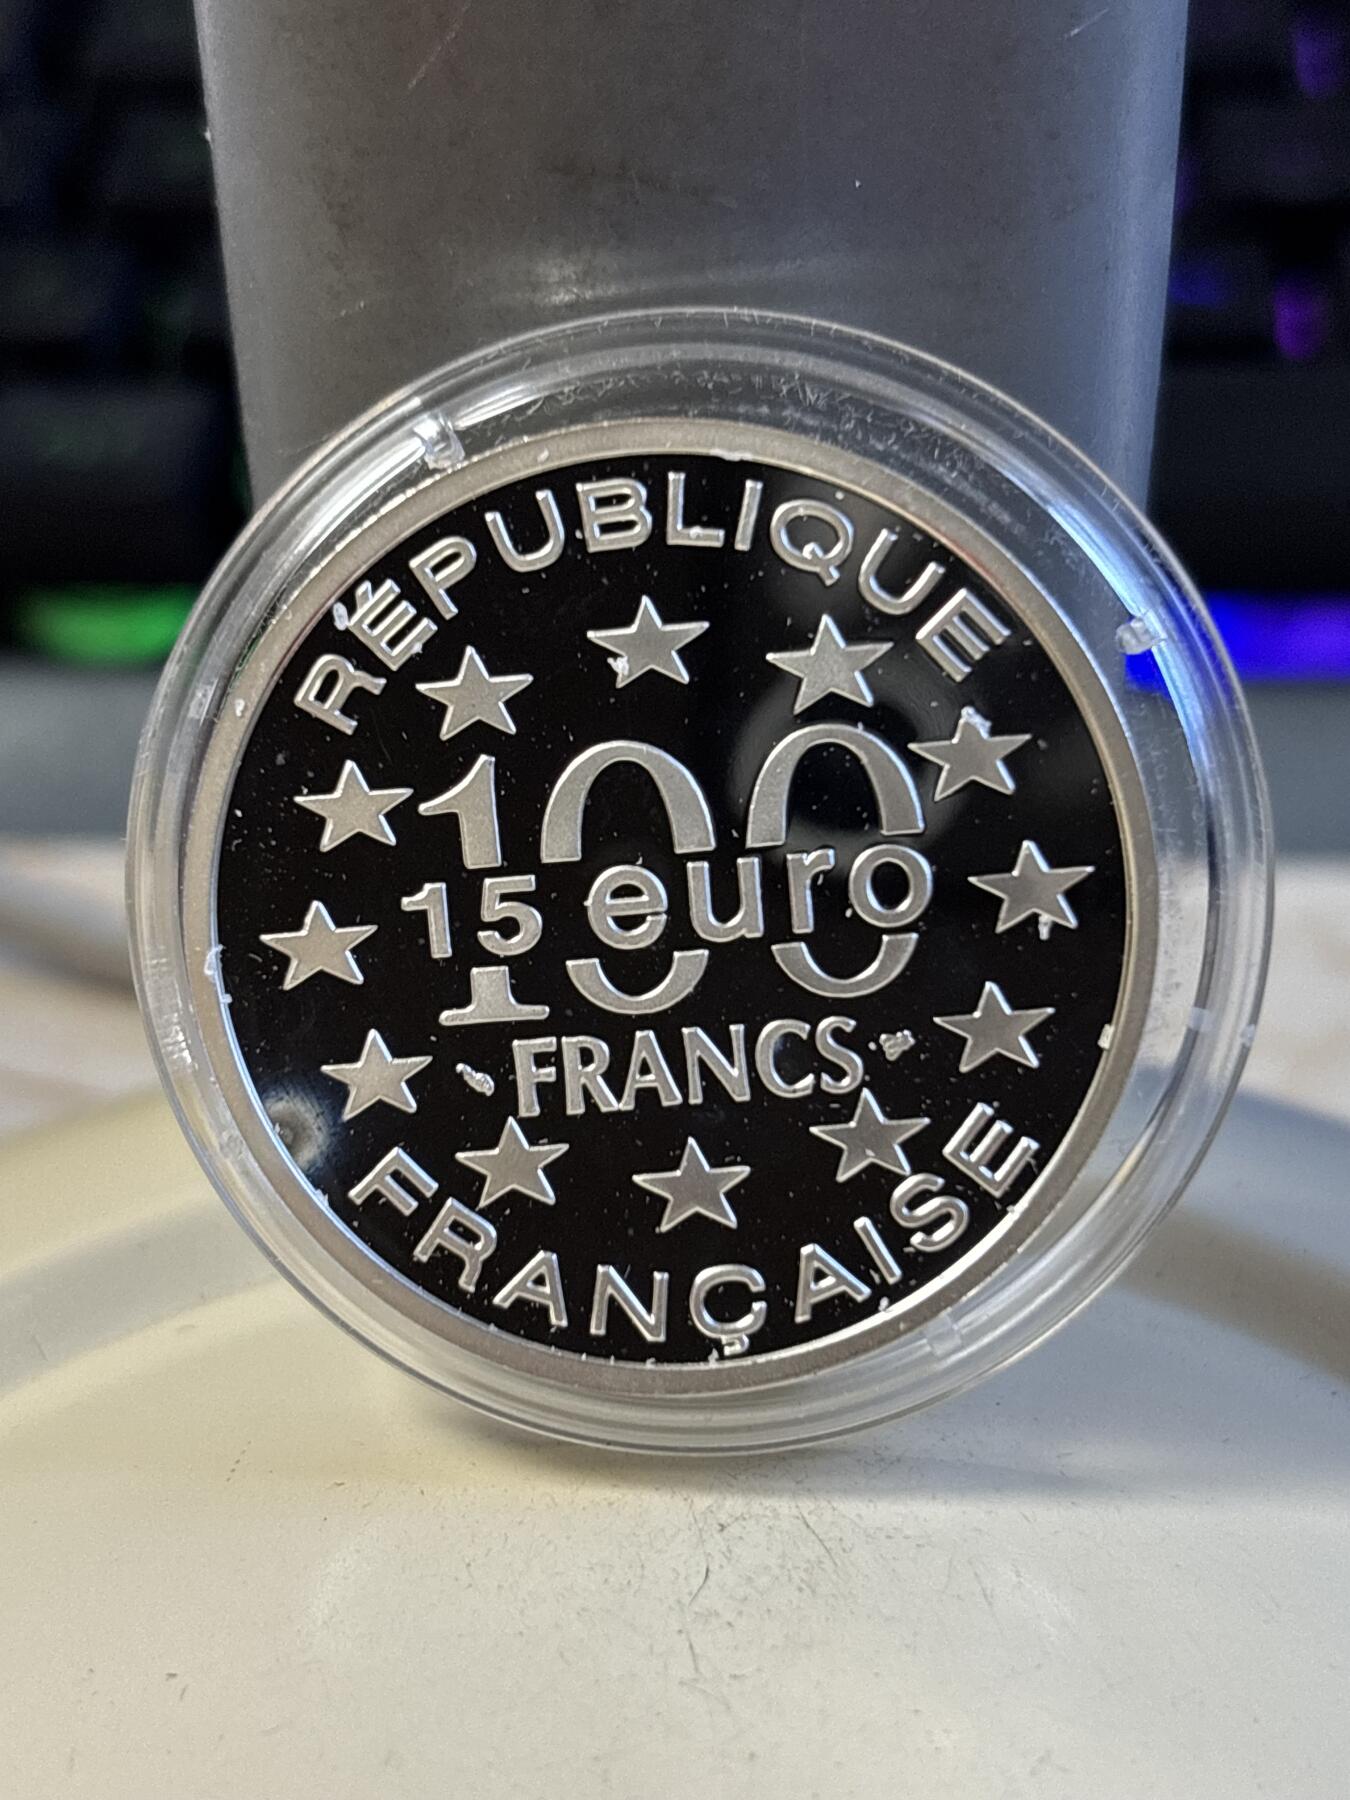 RÉPUBLIQUE
100
15 euro
FRANCS
FRANÇAISE